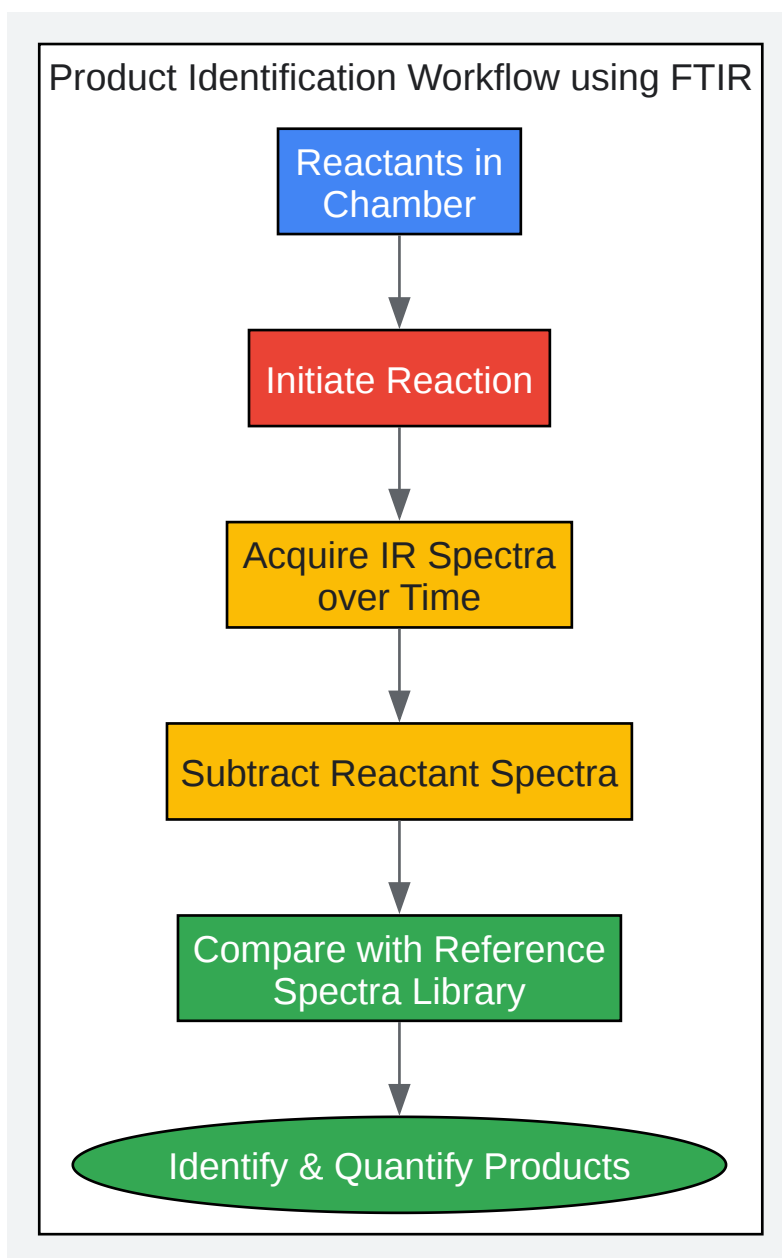 Product Identification Workflow using FTIR
Reactants in
Chamber
Initiate Reaction
Acquire IR Spectra
over Time
Subtract Reactant Spectra
Compare with Reference
Spectra Library
Identify & Quantify Products